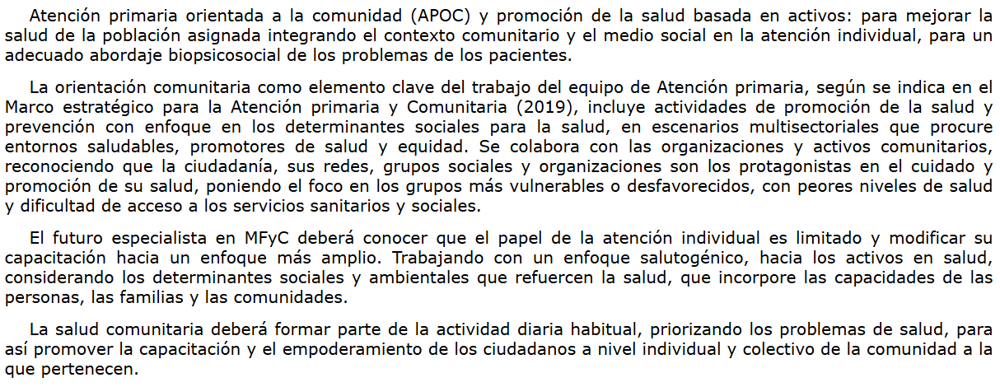 Atención primaria orientada a la comunidad (APOC) y promoción de la salud basada en activos: para mejorar la
salud de la población asignada integrando el contexto comunitario y el medio social en la atención individual, para un
adecuado abordaje biopsicosocial de los problemas de los pacientes.
La orientación comunitaria como elemento clave del trabajo del equipo de Atención primaria, según se indica en el
Marco estratégico para la Atención primaria y Comunitaria (2019), incluye actividades de promoción de la salud y
prevención con enfoque en los determinantes sociales para la salud, en escenarios multisectoriales que procure
entornos saludables, promotores de salud y equidad. Se colabora con las organizaciones y activos comunitarios,
reconociendo que la ciudadanía, sus redes, grupos sociales y organizaciones son los protagonistas en el cuidado y
promoción de su salud, poniendo el foco en los grupos más vulnerables o desfavorecidos, con peores niveles de salud
y dificultad de acceso a los servicios sanitarios y sociales.
El futuro especialista en MFyC deberá conocer que el papel de la atención individual es limitado y modificar su
capacitación hacia un enfoque más amplio. Trabajando con un enfoque salutogénico, hacia los activos en salud,
considerando los determinantes sociales y ambientales que refuercen la salud, que incorpore las capacidades de las
personas, las familias y las comunidades.
La salud comunitaria deberá formar parte de la actividad diaria habitual, priorizando los problemas de salud, para
así promover la capacitación y el empoderamiento de los ciudadanos a nivel individual y colectivo de la comunidad a la
que pertenecen.